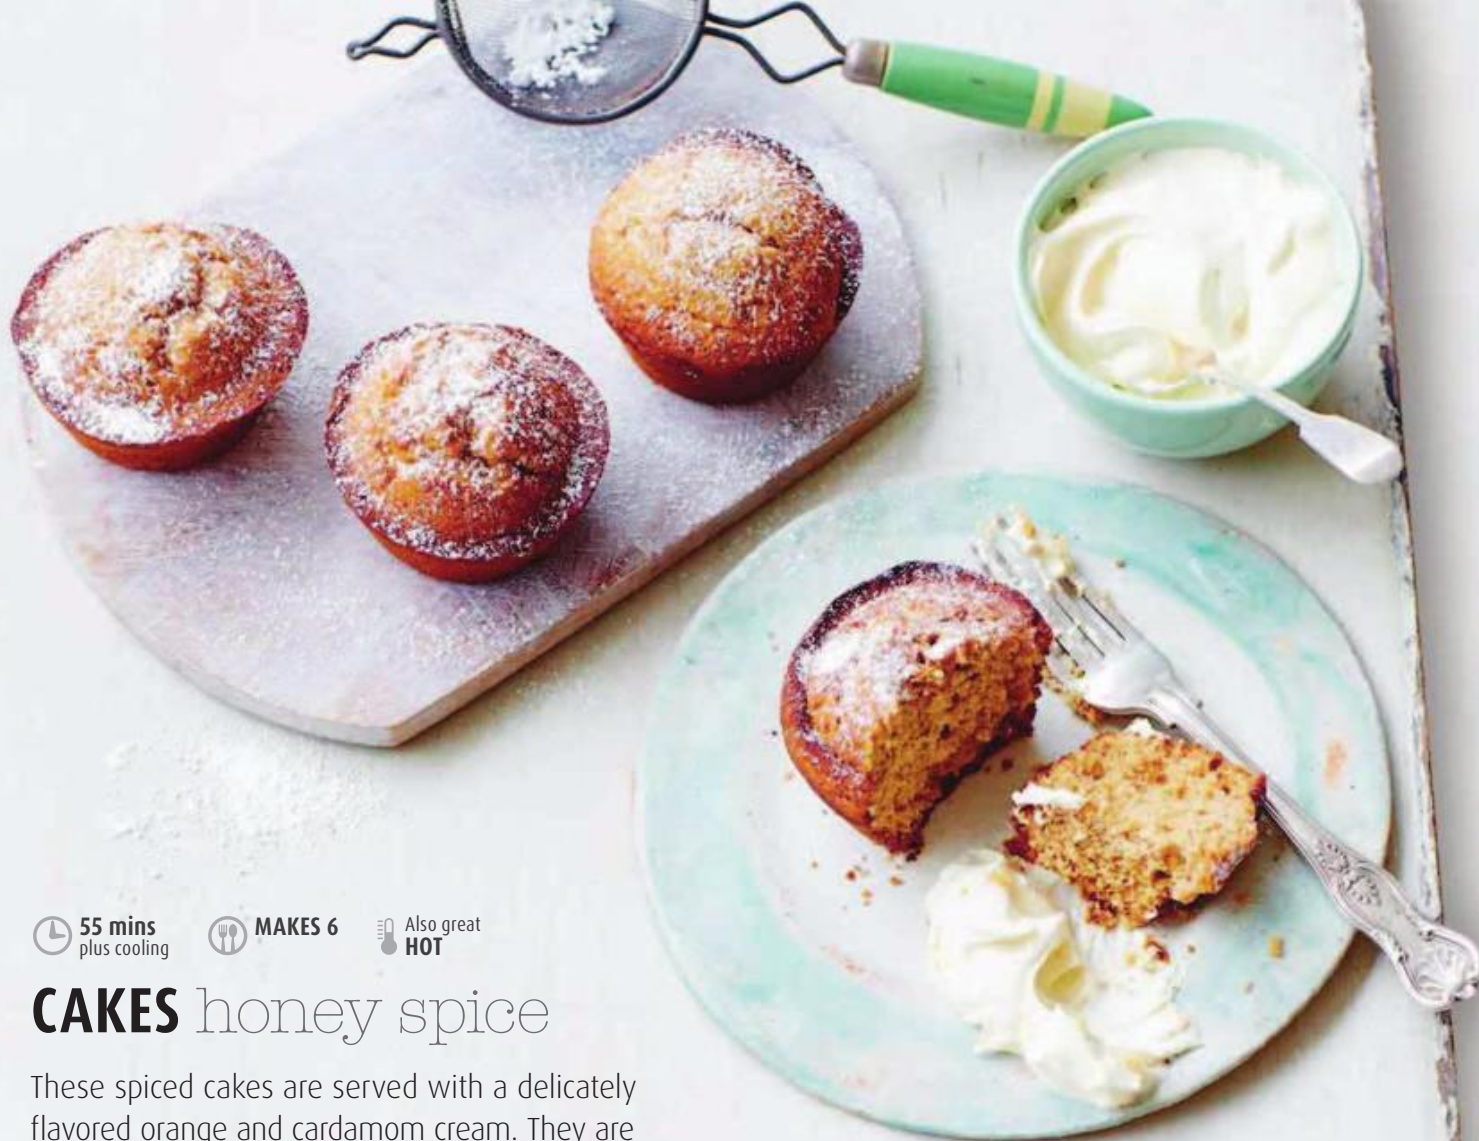 55 mins
plus cooling
MAKES 6
Also great
HOT
CAKES honey spice
These spiced cakes are served with a delicately
flavored orange and cardamom cream. They are